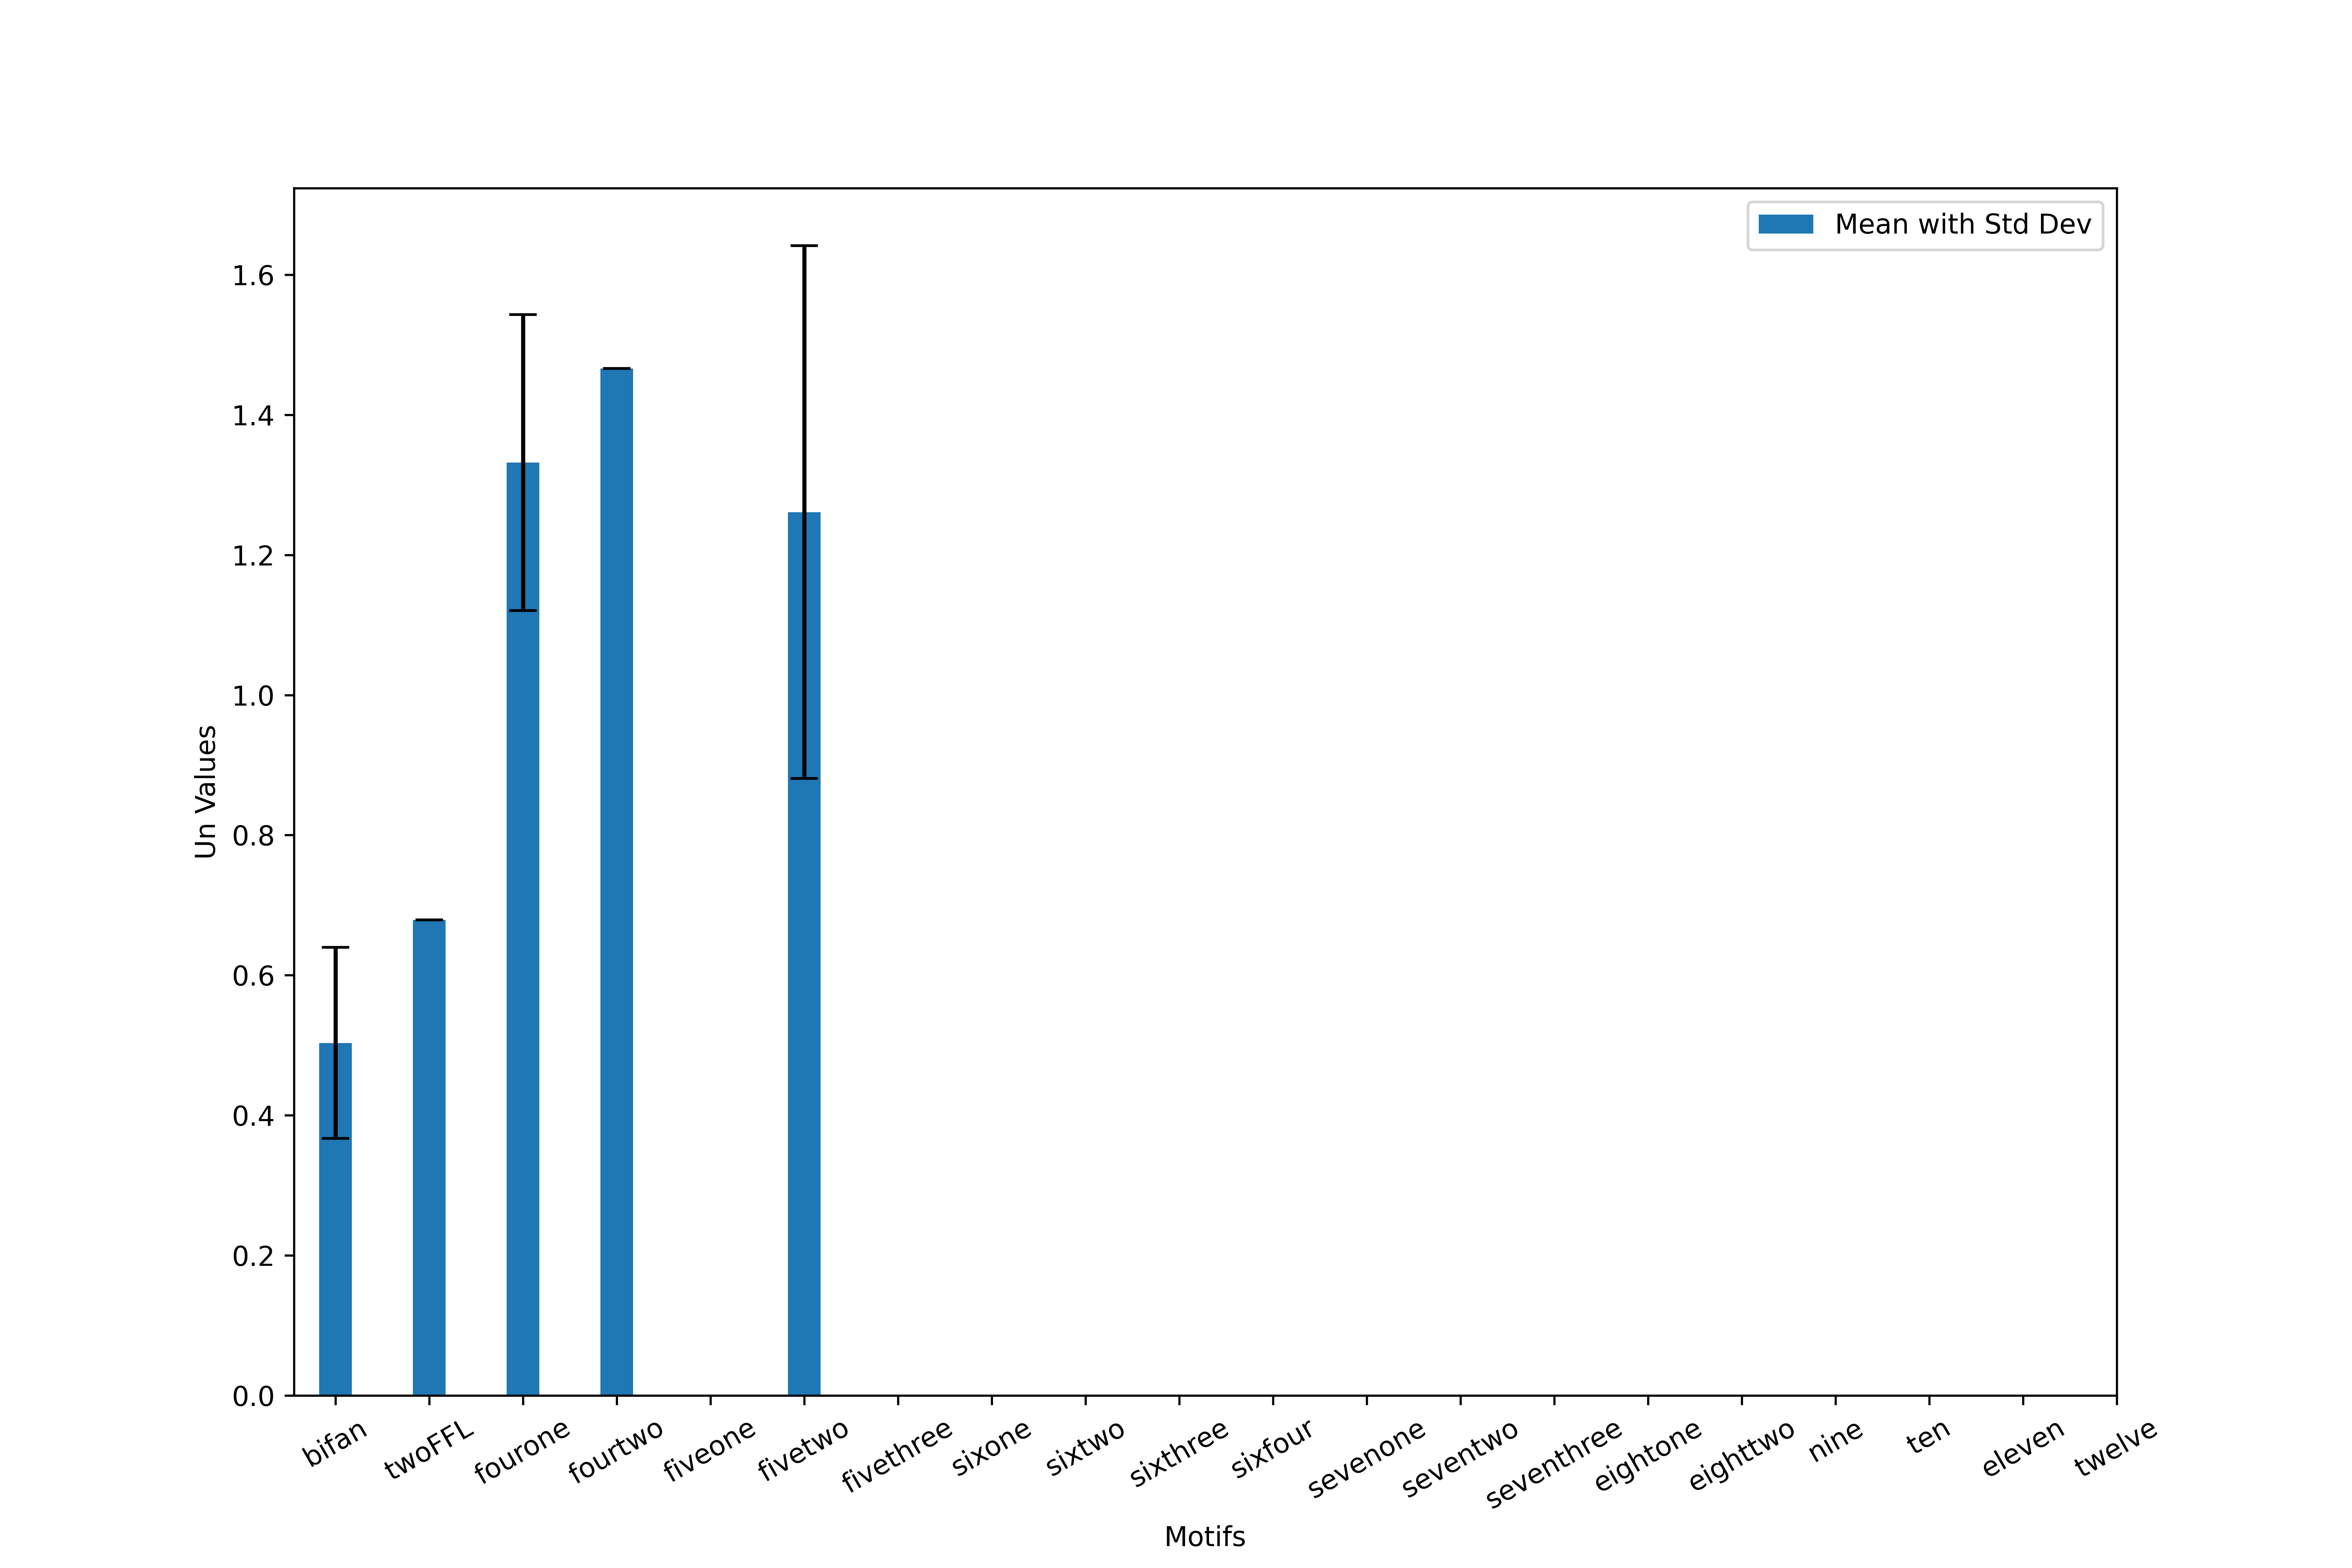 Mean with Std Dev
1.6
1.4
1.2
1.0
0.8
0.6
0.4
0.2
0.0
Un Values
bifan
twoFFL
fourone
fourtwo
fiveone
fivetwo
fivethree
sixone
sixtwo
sixthree
sixfour
sevenone
seventwo
seventhree
eightone
eighttwo
nine
ten
eleven
twelve
Motifs